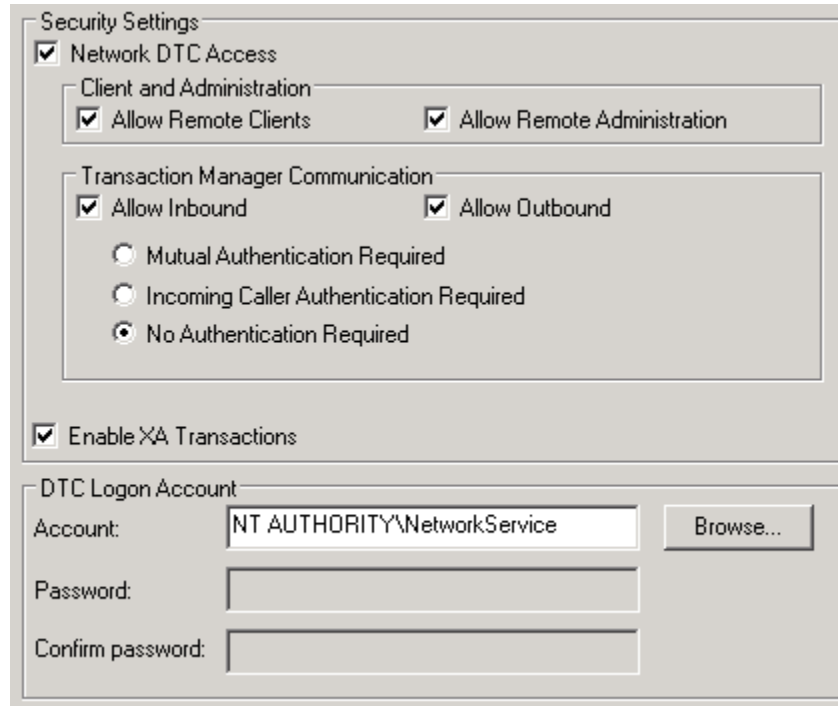 Security Settings
Network DTC Access
Client and Administration
Allow Remote Clients Allow Remote Administration
Transaction Manager Communication
Allow Inbound Allow Outbound
Mutual Authentication Required
Incoming Caller Authentication Required
No Authentication Required
Enable XA Transactions
DTC Logon Account
Account: NT AUTHORITY\NetworkService Browse...
Password:
Confirm password: